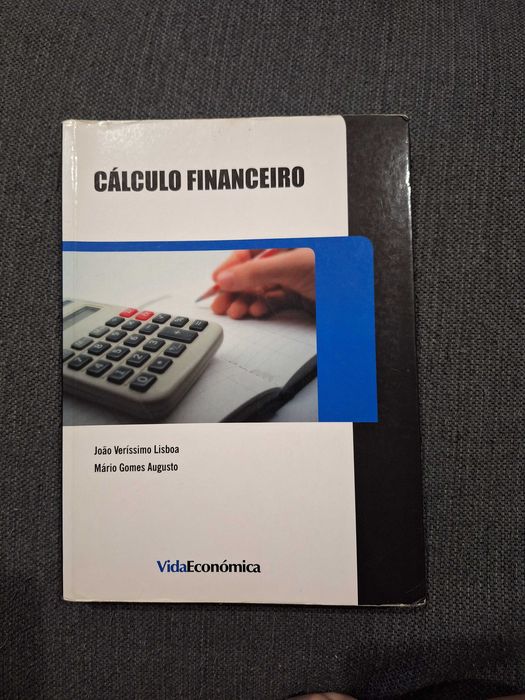 CÁLCULO FINANCEIRO
João Veríssimo Lisboa
Mário Gomes Augusto
VidaEconómica